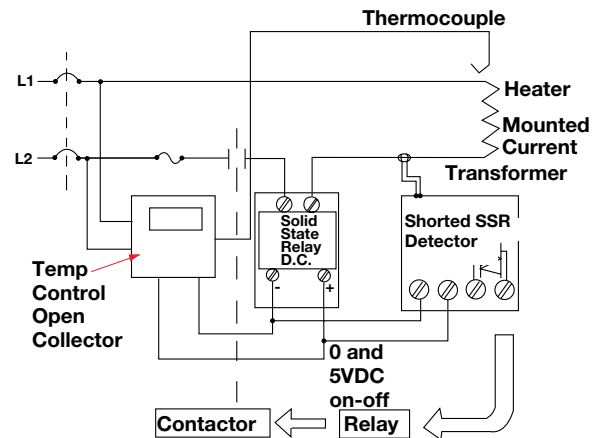 Thermocouple
L1
Heater
Mounted
Current
L2
Transformer
Solid
State
Relay
D.C.
- +
Shorted SSR
Detector
Temp
Control
Open
Collector
0 and
5VDC
on-off
Contactor
Relay